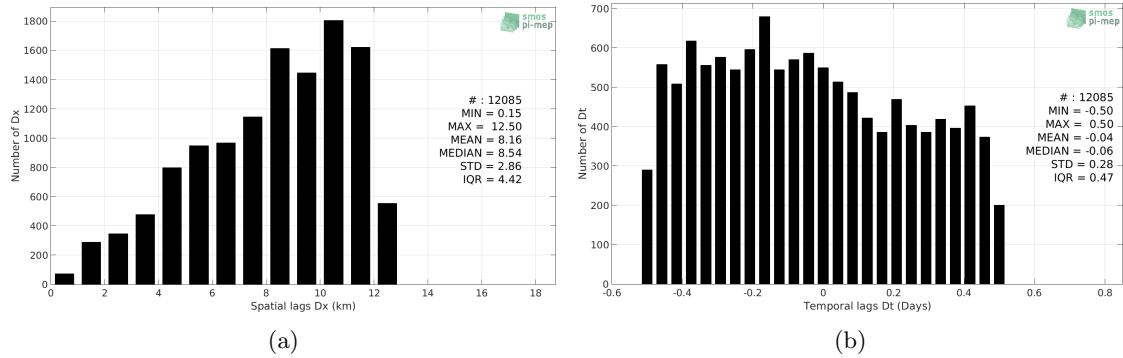 smos
pi-mep
1800
1600
1400
1200
1000
800
600
400
200
0
Number of Dx
# : 12085
MIN = 0.15
MAX = 12.50
MEAN = 8.16
MEDIAN = 8.54
STD = 2.86
IQR = 4.42
0 2 4 6 8 10 12 14 16 18
Spatial lags Dx (km)
(a)
smos
pi-mep
700
600
500
400
300
200
100
0
Number of Dt
# : 12085
MIN = -0.50
MAX = 0.50
MEAN = -0.04
MEDIAN = -0.06
STD = 0.28
IQR = 0.47
-0.6 -0.4 -0.2 0 0.2 0.4 0.6 0.8
Temporal lags Dt (Days)
(b)